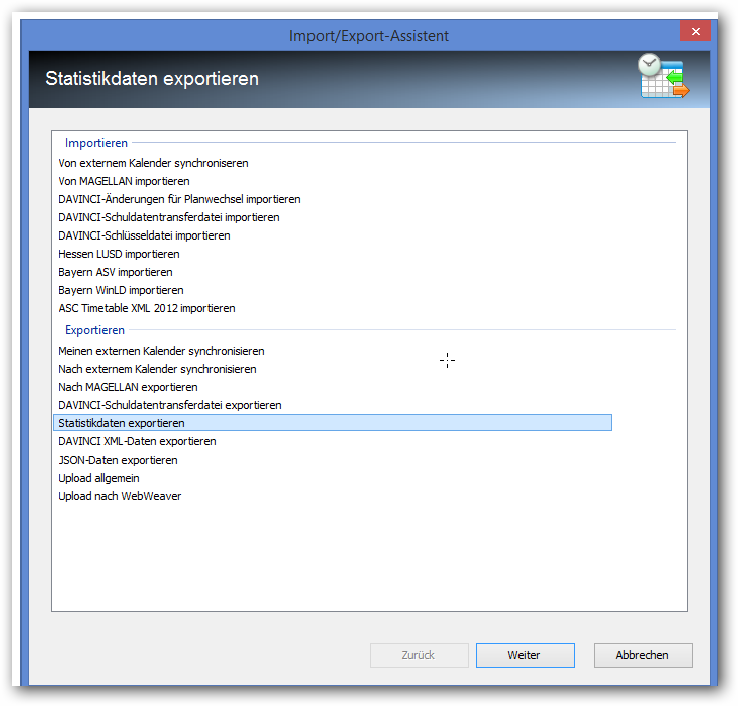 Import/Export-Assistent
Statistikdaten exportieren
Importieren
Von externem Kalender synchroniseren
Von MAGELLAN importieren
DAVINCI-Änderungen für Planwechsel importieren
DAVINCI-Schuldatentransferdatei importieren
DAVINCI-Schlüsseldatei importieren
Hessen LUSD importieren
Bayern ASV importieren
Bayern WinLD importieren
ASC Timetable XML 2012 importieren
Exportieren
Meinen externen Kalender synchronisieren
Nach externem Kalender synchronisieren
Nach MAGELLAN exportieren
DAVINCI-Schuldatentransferdatei exportieren
Statistikdaten exportieren
DAVINCI XML-Daten exportieren
JSON-Daten exportieren
Upload allgemein
Upload nach WebWeaver
Zurück
Weiter
Abbrechen